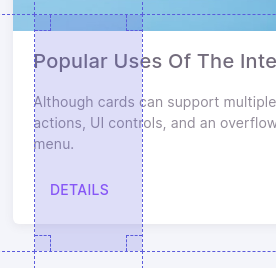 Popular Uses Of The Inte
Although cards can support multiple
actions, UI controls, and an overflow
menu.
DETAILS